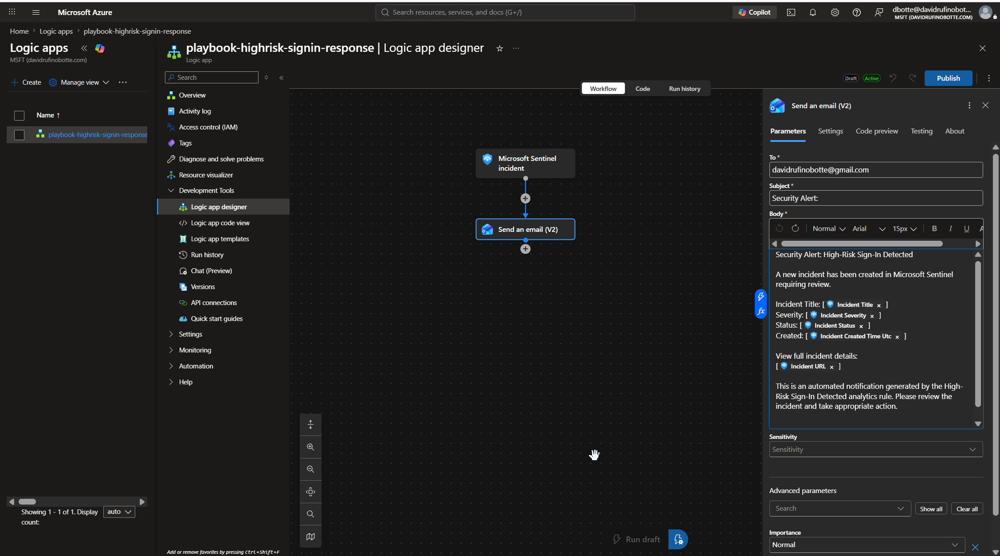 Microsoft Azure
Search resources, services, and docs (G+/)
Copilot
dbotte@davidrufinobot...
MSFT (DAVIDRUFINOBOTTE.COM)
Home > Logic apps > playbook-highrisk-signin-response
Logic apps
MSFT (davidrufinobotte.com)
Create
Manage view
Name ↑
playbook-highrisk-signin-response
Showing 1 - 1 of 1. Display
count:
auto
playbook-highrisk-signin-response | Logic app designer
Logic app
Search
Overview
Activity log
Access control (IAM)
Tags
Diagnose and solve problems
Resource visualizer
Development Tools
Logic app designer
Logic app code view
Logic app templates
Run history
Chat (Preview)
Versions
API connections
Quick start guides
Settings
Monitoring
Automation
Help
Add or remove favorites by pressing Ctrl+Shift+F
Workflow
Code
Run history
Draft
Active
Publish
Microsoft Sentinel
incident
Send an email (V2)
Run draft
Send an email (V2)
Parameters
Settings
Code preview
Testing
About
To *
davidrufinobotte@gmail.com
Subject *
Security Alert:
Body *
Normal
Arial
15px
B I U A
Security Alert: High-Risk Sign-In Detected
A new incident has been created in Microsoft Sentinel
requiring review.
Incident Title: [ Incident Title × ]
Severity: [ Incident Severity × ]
Status: [ Incident Status × ]
Created: [ Incident Created Time Utc × ]
View full incident details:
[ Incident URL × ]
This is an automated notification generated by the High-
Risk Sign-In Detected analytics rule. Please review the
incident and take appropriate action.
fx
Sensitivity
Sensitivity
Advanced parameters
Search
Show all
Clear all
Importance
Normal